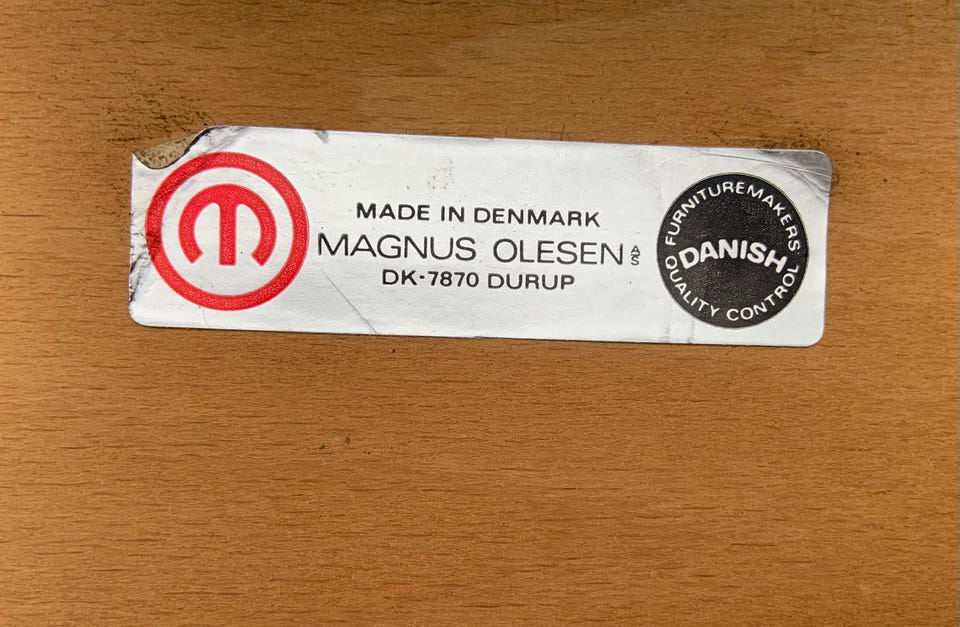 MADE IN DENMARK
MAGNUS OLESEN A/S
DK-7870 DURUP
FURNITUREMAKERS
DANISH
QUALITY CONTROL